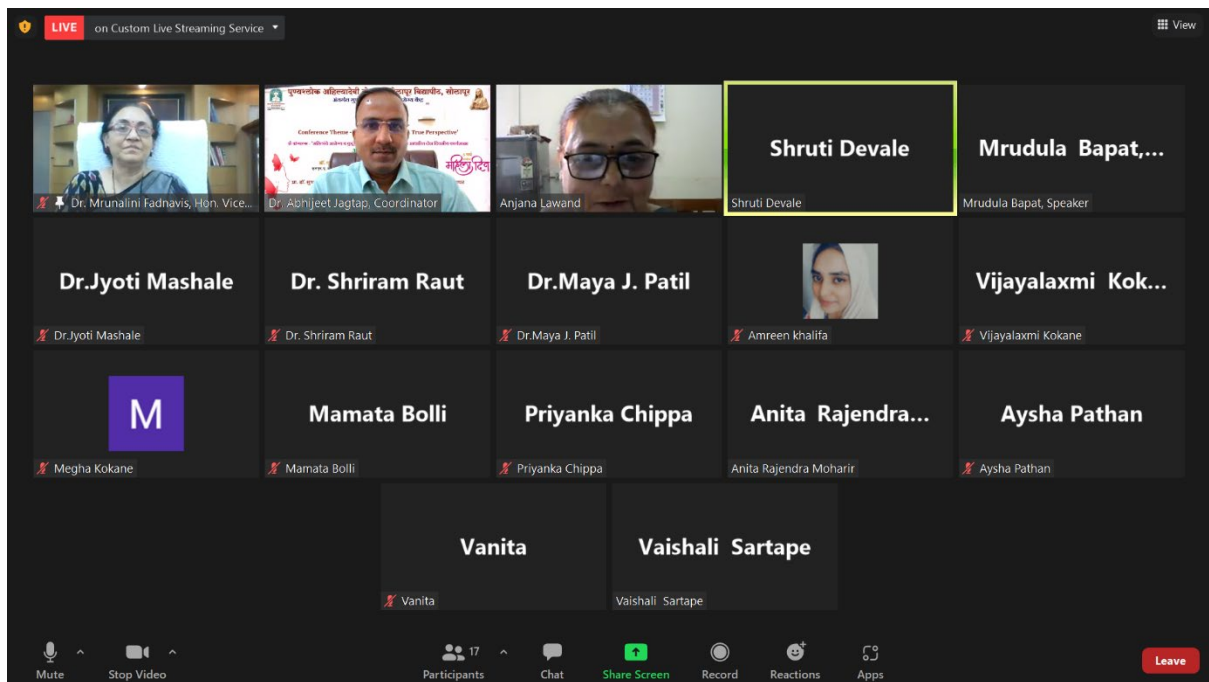 LIVE on Custom Live Streaming Service
View
पुण्यश्लोक अहिल्यादेवी विद्यापीठ, सोलापूर
Conference Theme - True Perspective'
Dr. Mrunalini Fadnavis, Hon. Vice...
Dr. Abhijeet Jagtap, Coordinator
Anjana Lawand
Shruti Devale
Shruti Devale
Mrudula Bapat,...
Mrudula Bapat, Speaker
Dr.Jyoti Mashale
Dr.Jyoti Mashale
Dr. Shriram Raut
Dr. Shriram Raut
Dr.Maya J. Patil
Dr.Maya J. Patil
Amreen khalifa
Vijayalaxmi Kok...
Vijayalaxmi Kokane
M
Megha Kokane
Mamata Bolli
Mamata Bolli
Priyanka Chippa
Priyanka Chippa
Anita Rajendra...
Anita Rajendra Moharir
Aysha Pathan
Aysha Pathan
Vanita
Vanita
Vaishali Sartape
Vaishali Sartape
Mute
Stop Video
17
Participants
Chat
Share Screen
Record
Reactions
Apps
Leave